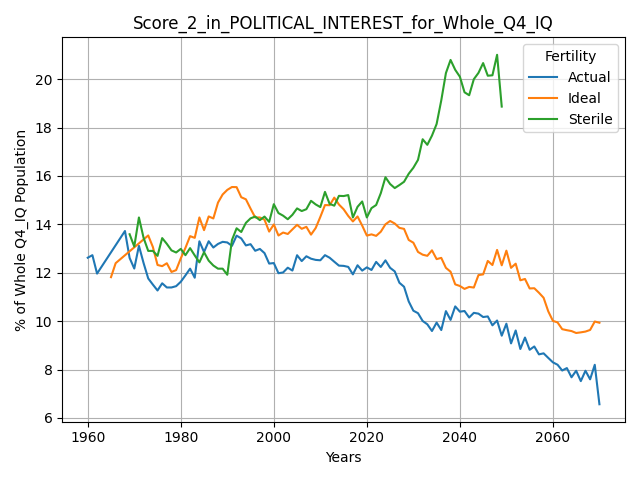 Score_2_in_POLITICAL_INTEREST_for_Whole_Q4_IQ
Fertility
Actual
Ideal
Sterile
% of Whole Q4_IQ Population
20
18
16
14
12
10
8
6
1960
1980
2000
2020
2040
2060
Years